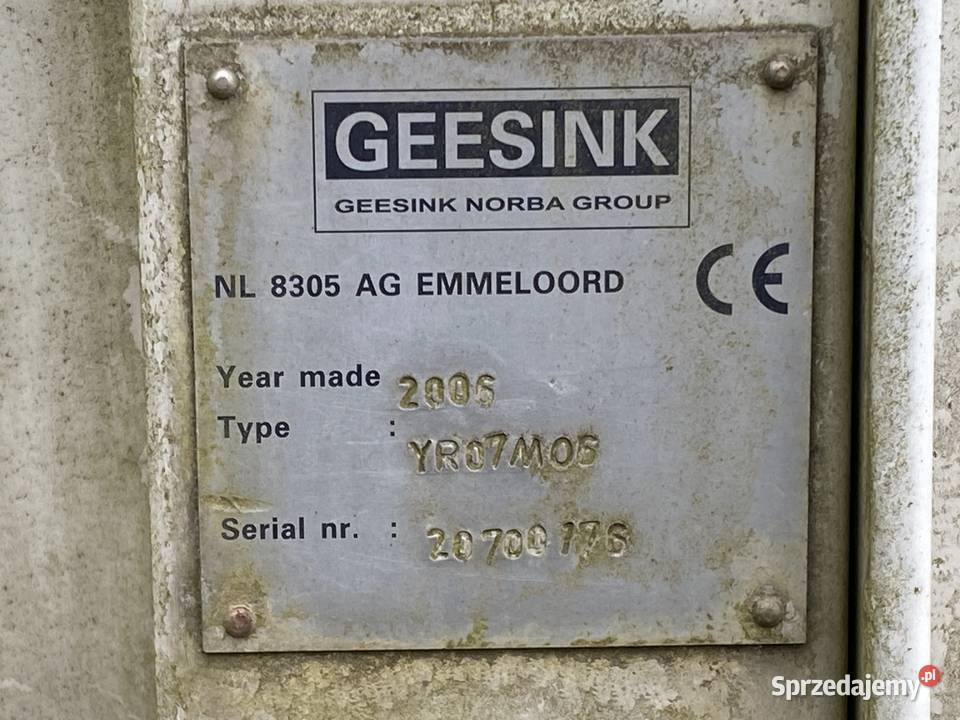 GEESINK
GEESINK NORBA GROUP
NL 8305 AG EMMELOORD CE
Year made 2006
Type : YR07M06
Serial nr. : 20700176
Sprzedajemy.pl